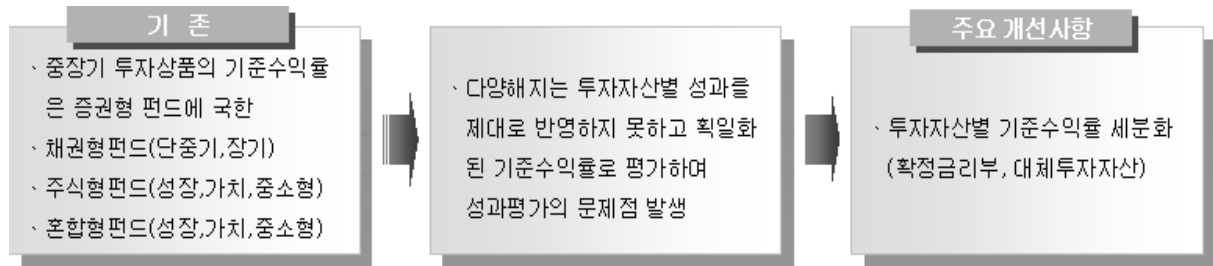 기 존
· 중장기 투자상품의 기준수익률
은 증권형 펀드에 국한
· 채권형펀드(단중기,장기)
· 주식형펀드(성장,가치,중소형)
· 혼합형펀드(성장,가치,중소형)
· 다양해지는 투자자산별 성과를
제대로 반영하지 못하고 획일화
된 기준수익률로 평가하며
성과평가의 문제점 발생
주요 개선사항
· 투자자산별 기준수익률 세분화
(확정금리부, 대체투자자산)